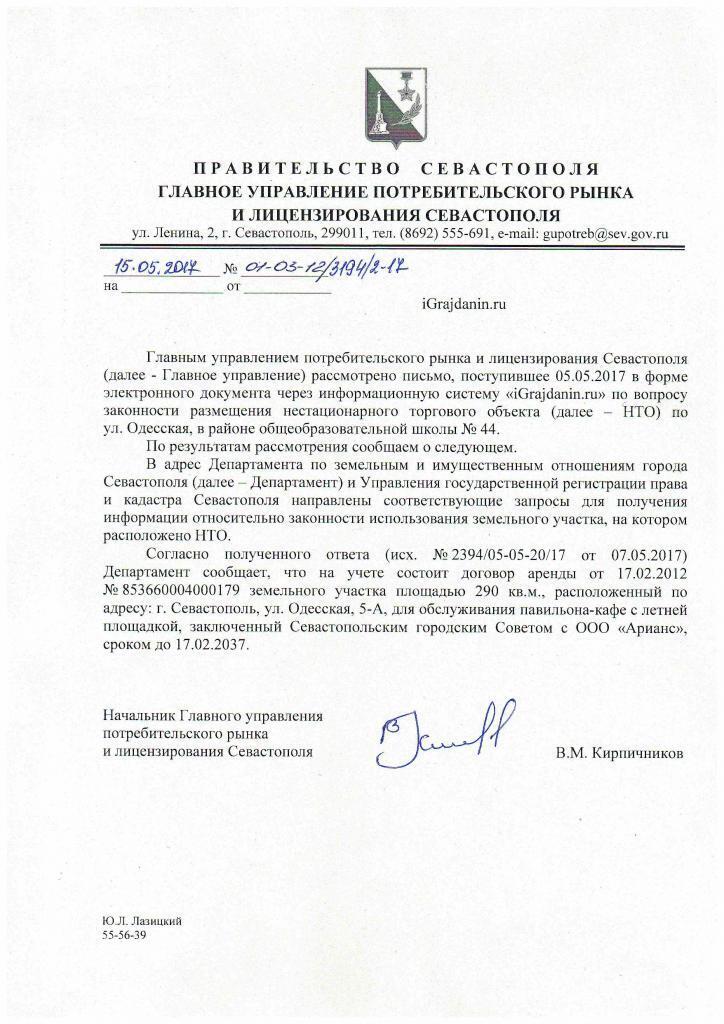 ПРАВИТЕЛЬСТВО СЕВАСТОПОЛЯ
ГЛАВНОЕ УПРАВЛЕНИЕ ПОТРЕБИТЕЛЬСКОГО РЫНКА
И ЛИЦЕНЗИРОВАНИЯ СЕВАСТОПОЛЯ
ул. Ленина, 2, г. Севастополь, 299011, тел. (8692) 555-691, e-mail: gupotreb@sev.gov.ru
15.05.2017 № 01-03-12/3194/2-17
на ______________ от ____________
iGrajdanin.ru
Главным управлением потребительского рынка и лицензирования Севастополя
(далее - Главное управление) рассмотрено письмо, поступившее 05.05.2017 в форме
электронного документа через информационную систему «iGrajdanin.ru» по вопросу
законности размещения нестационарного торгового объекта (далее – НТО) по
ул. Одесская, в районе общеобразовательной школы № 44.
По результатам рассмотрения сообщаем о следующем.
В адрес Департамента по земельным и имущественным отношениям города
Севастополя (далее – Департамент) и Управления государственной регистрации права
и кадастра Севастополя направлены соответствующие запросы для получения
информации относительно законности использования земельного участка, на котором
расположено НТО.
Согласно полученного ответа (исх. № 2394/05-05-20/17 от 07.05.2017)
Департамент сообщает, что на учете состоит договор аренды от 17.02.2012
№ 853660004000179 земельного участка площадью 290 кв.м., расположенный по
адресу: г. Севастополь, ул. Одесская, 5-А, для обслуживания павильона-кафе с летней
площадкой, заключенный Севастопольским городским Советом с ООО «Арианс»,
сроком до 17.02.2037.
Начальник Главного управления
потребительского рынка
и лицензирования Севастополя
В.М. Кирпичников
Ю.Л. Лазицкий
55-56-39